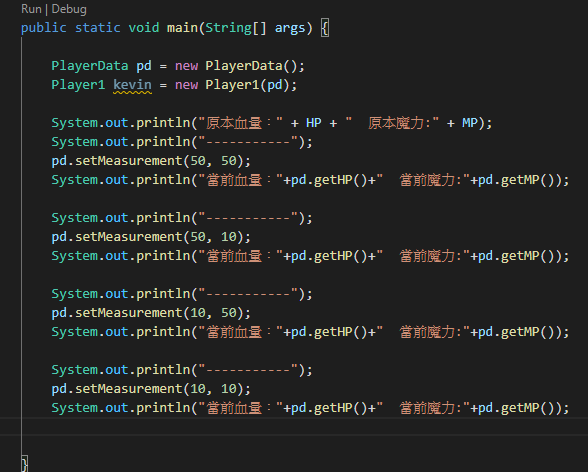 Run | Debug
public static void main(String[] args) {
PlayerData pd = new PlayerData();
Player1 kevin = new Player1(pd);
System.out.println("原本血量：" + HP + "  原本魔力:" + MP);
System.out.println("-----------");
pd.setMeasurement(50, 50);
System.out.println("當前血量："+pd.getHP()+"  當前魔力:"+pd.getMP());
System.out.println("-----------");
pd.setMeasurement(50, 10);
System.out.println("當前血量："+pd.getHP()+"  當前魔力:"+pd.getMP());
System.out.println("-----------");
pd.setMeasurement(10, 50);
System.out.println("當前血量："+pd.getHP()+"  當前魔力:"+pd.getMP());
System.out.println("-----------");
pd.setMeasurement(10, 10);
System.out.println("當前血量："+pd.getHP()+"  當前魔力:"+pd.getMP());
}